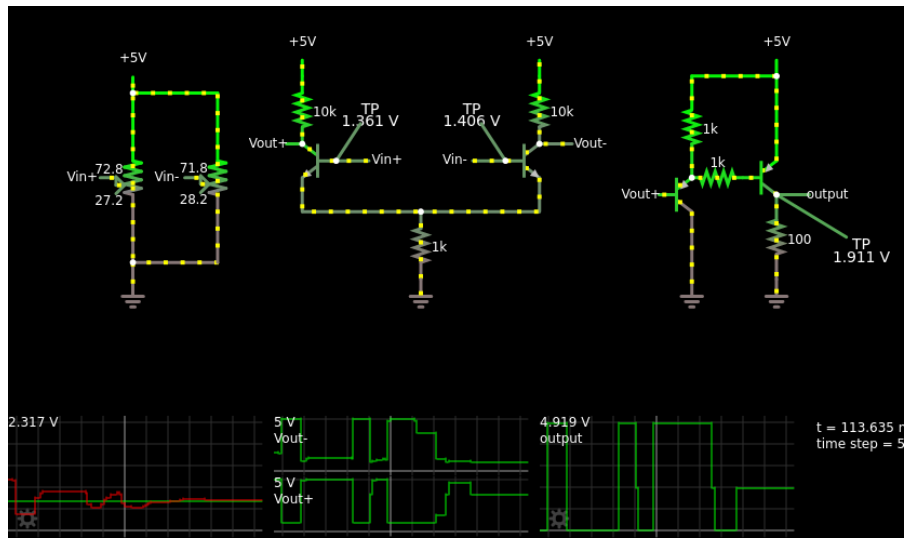 +5V
Vin+
72.8
27.2
Vin-
71.8
28.2
+5V
10k
Vout+
TP
1.361 V
Vin+
+5V
10k
TP
1.406 V
Vin-
Vout-
1k
+5V
1k
1k
Vout+
output
100
TP
1.911 V
2.317 V
5 V
Vout-
5 V
Vout+
4.919 V
output
t = 113.635
time step = 5